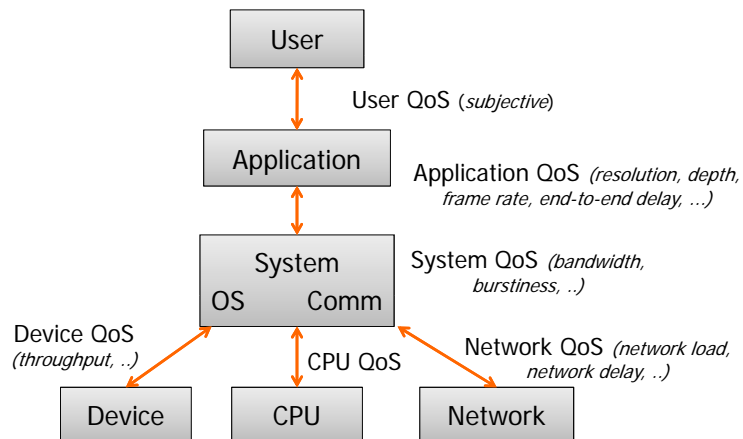 User
User QoS (subjective)
Application
Application QoS (resolution, depth,
frame rate, end-to-end delay, ...)
System
OS Comm
System QoS (bandwidth,
burstiness, ..)
Device QoS
(throughput, ..)
CPU QoS
Network QoS (network load,
network delay, ..)
Device
CPU
Network